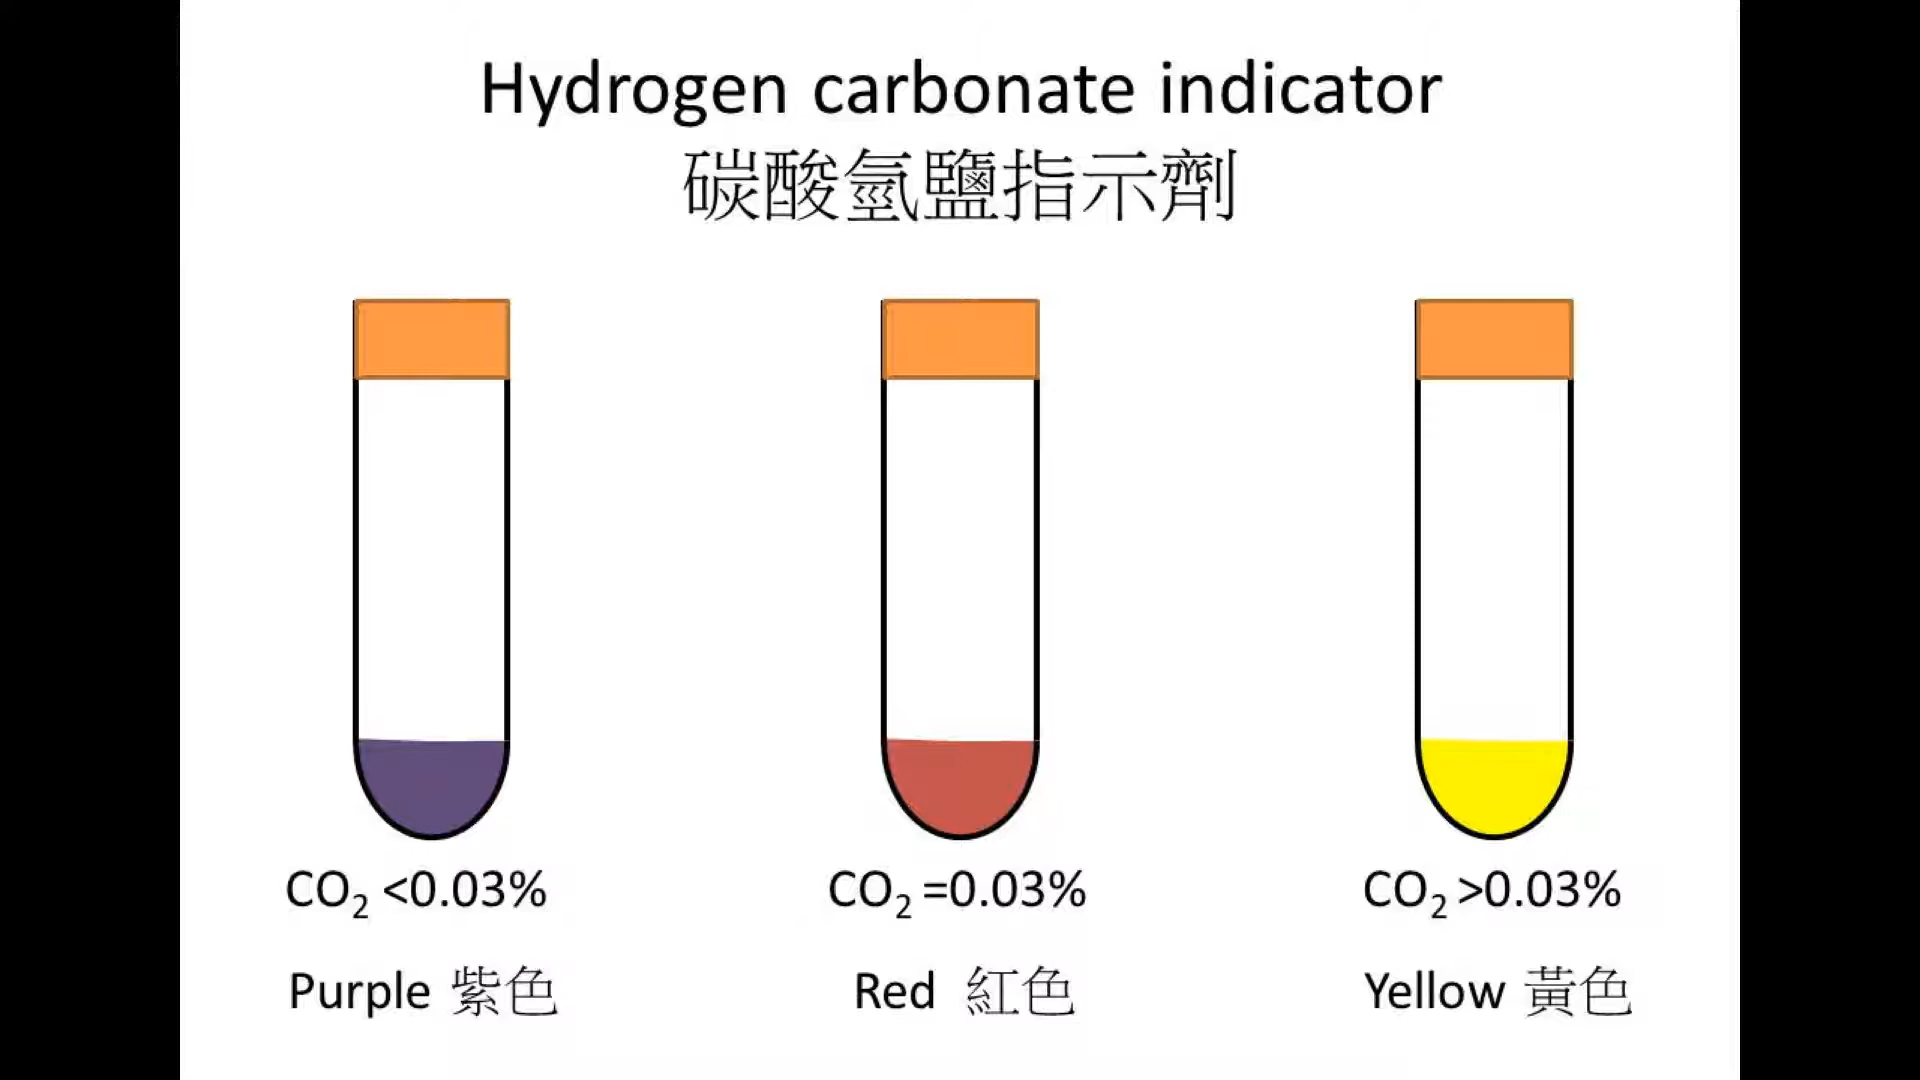 Hydrogen carbonate indicator
碳酸氫鹽指示劑
CO₂ <0.03%
CO₂ =0.03%
CO₂ >0.03%
Purple 紫色
Red 紅色
Yellow 黃色